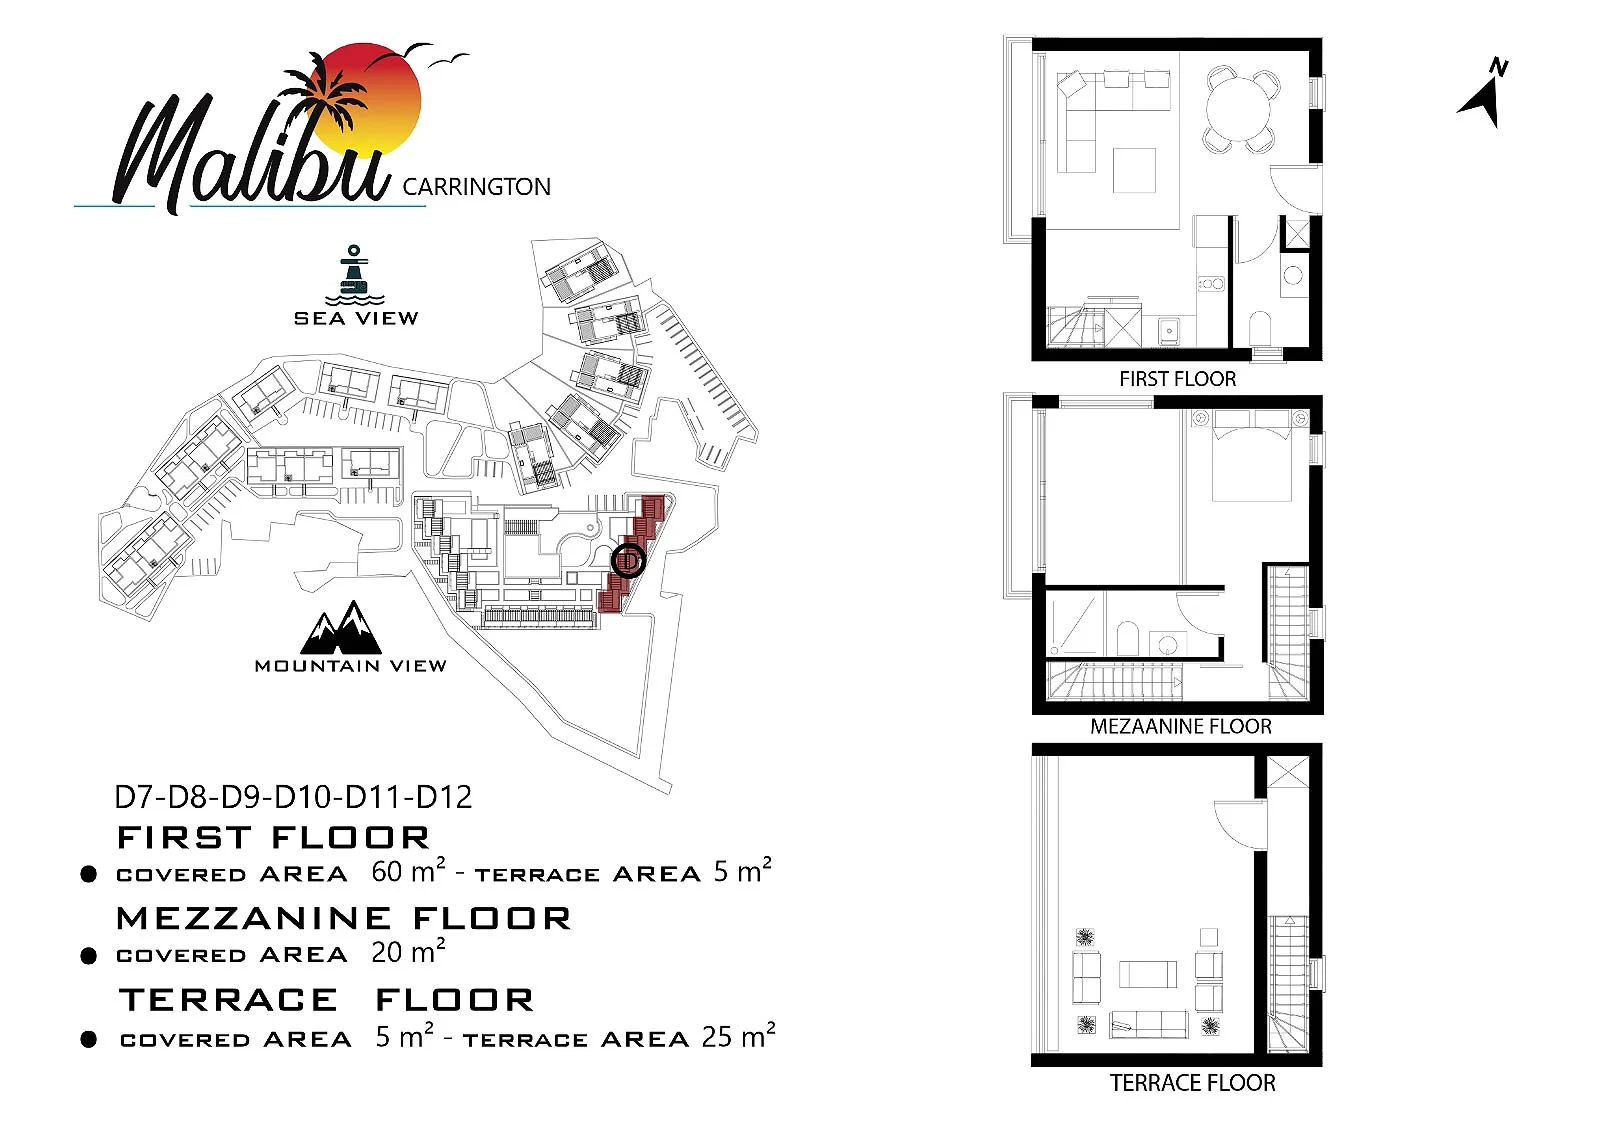 Malibu CARRINGTON
SEA VIEW
D
MOUNTAIN VIEW
D7-D8-D9-D10-D11-D12
FIRST FLOOR
● COVERED AREA 60 m² - TERRACE AREA 5 m²
MEZZANINE FLOOR
● COVERED AREA 20 m²
TERRACE FLOOR
● COVERED AREA 5 m² - TERRACE AREA 25 m²
N
FIRST FLOOR
MEZAANINE FLOOR
TERRACE FLOOR